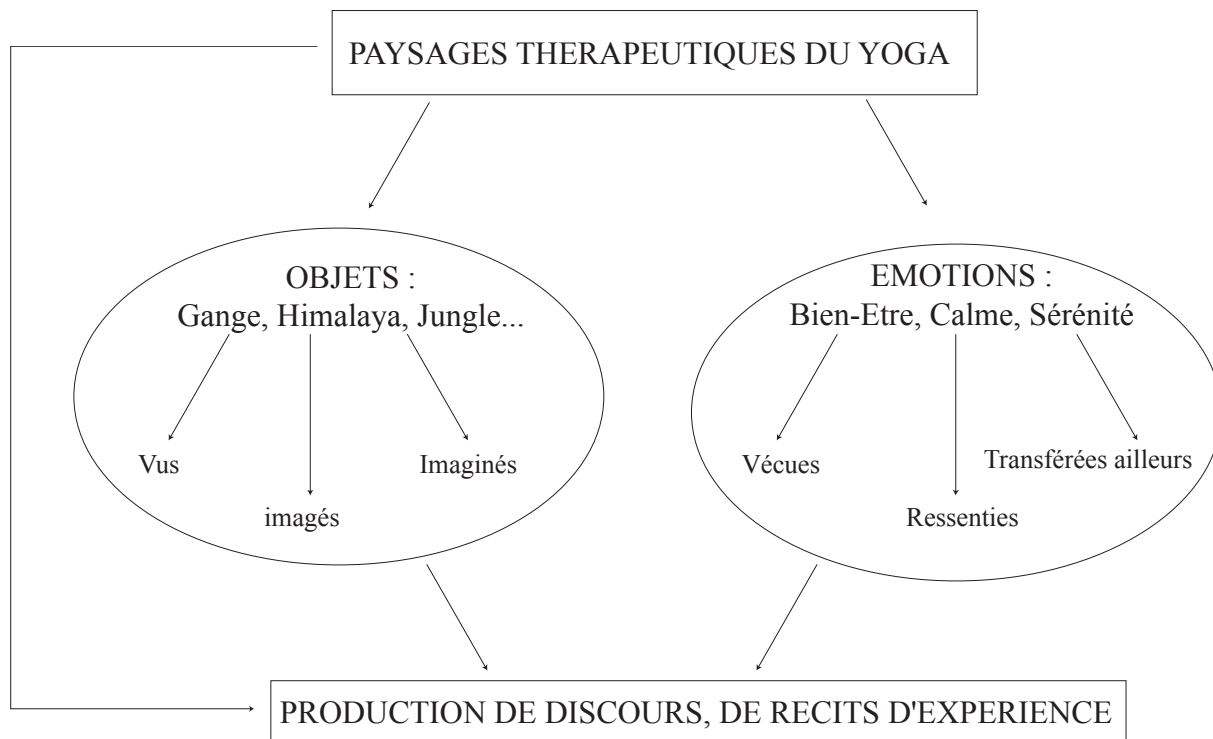 PAYSAGES THERAPEUTIQUES DU YOGA
OBJETS :
Gange, Himalaya, Jungle...
Vus
imagés
Imaginés
EMOTIONS :
Bien-Etre, Calme, Sérénité
Vécues
Ressenties
Transférées ailleurs
PRODUCTION DE DISCOURS, DE RECITS D'EXPERIENCE